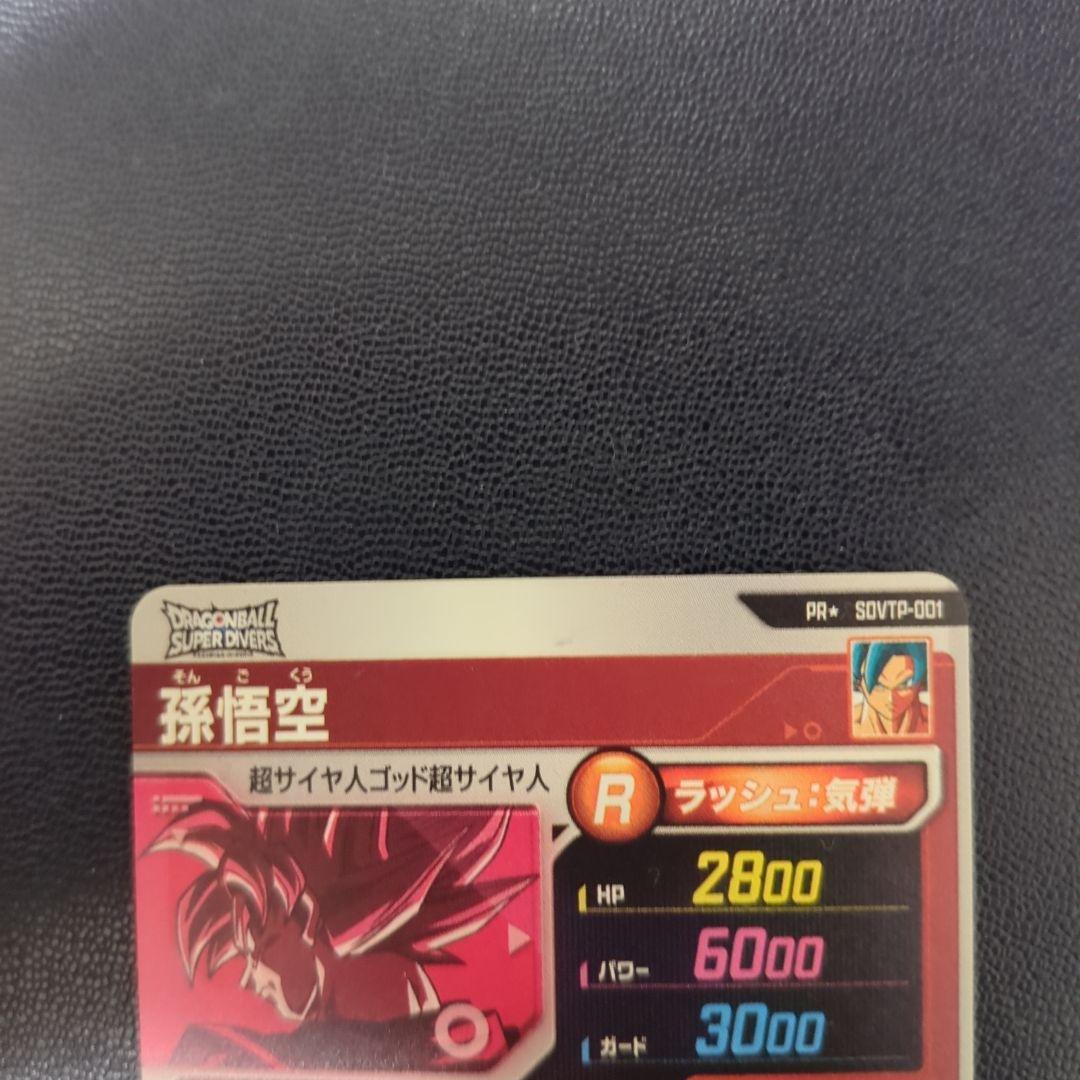 DRAGONBALL
SUPER DIVERS
PR★ SDVTP-001
そん ご くう
孫悟空
超サイヤ人ゴッド超サイヤ人
R ラッシュ:気弾
HP 2800
パワー 6000
ガード 3000